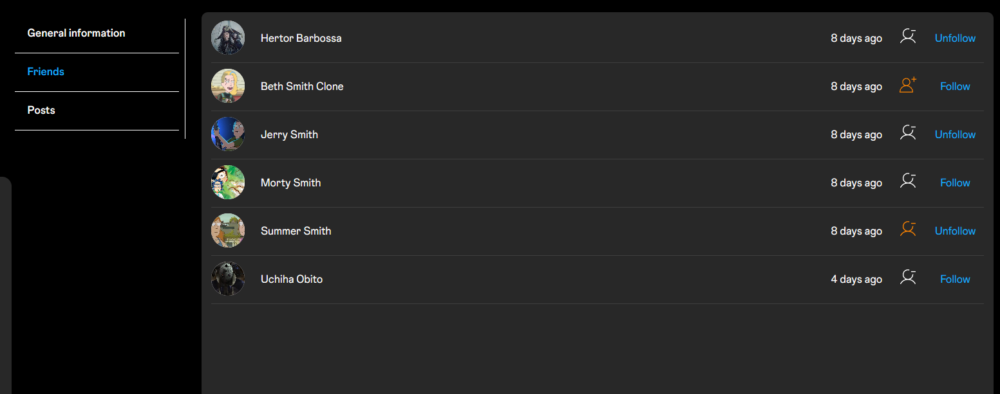 General information
Friends
Posts
Hertor Barbossa 8 days ago Unfollow
Beth Smith Clone 8 days ago Follow
Jerry Smith 8 days ago Unfollow
Morty Smith 8 days ago Follow
Summer Smith 8 days ago Unfollow
Uchiha Obito 4 days ago Follow